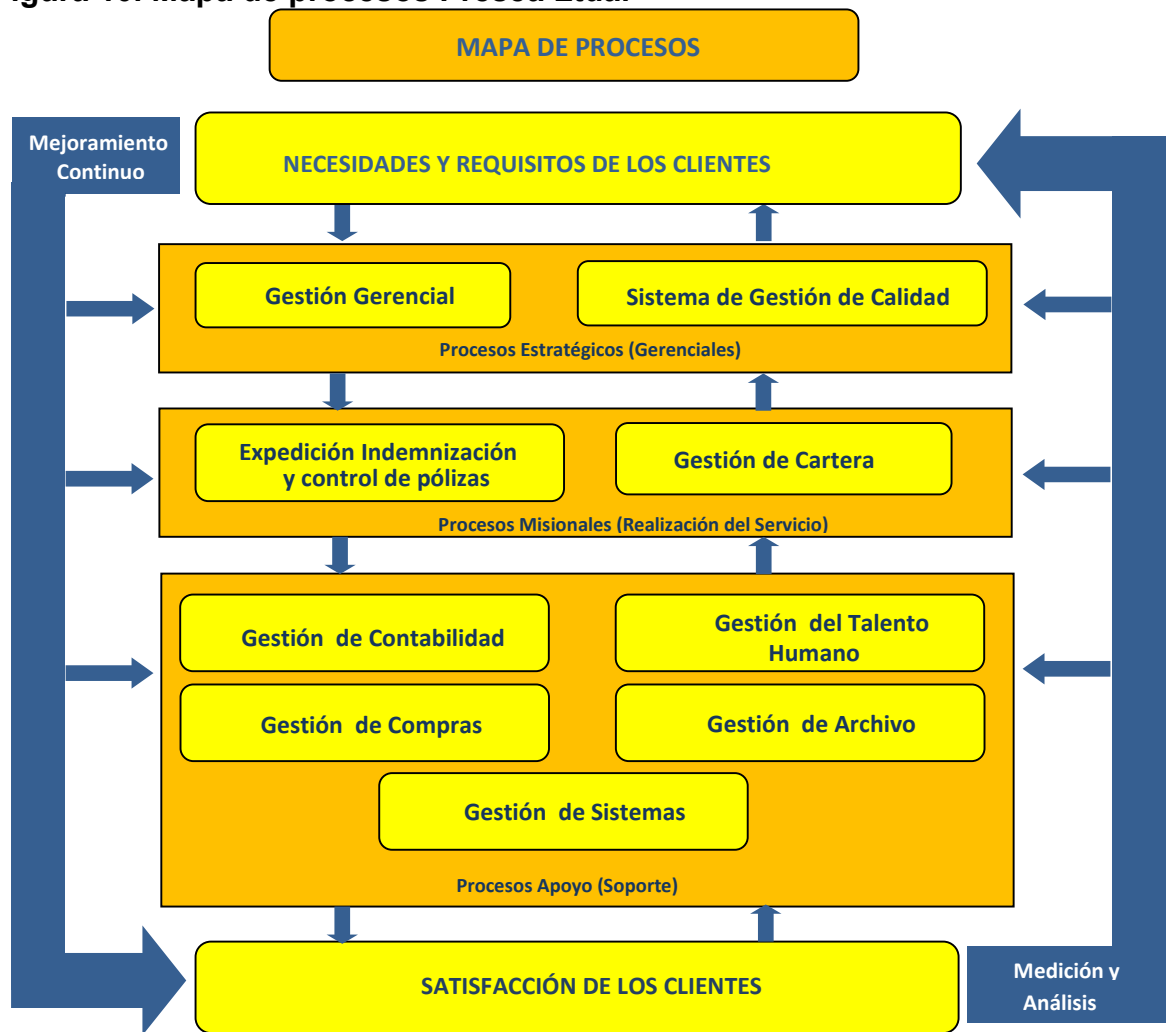 MAPA DE PROCESOS
Mejoramiento
Continuo
NECESIDADES Y REQUISITOS DE LOS CLIENTES
Gestión Gerencial
Sistema de Gestión de Calidad
Procesos Estratégicos (Gerenciales)
Expedición Indemnización
y control de pólizas
Gestión de Cartera
Procesos Misionales (Realización del Servicio)
Gestión de Contabilidad
Gestión del Talento
Humano
Gestión de Compras
Gestión de Archivo
Gestión de Sistemas
Procesos Apoyo (Soporte)
SATISFACCIÓN DE LOS CLIENTES
Medición y
Análisis